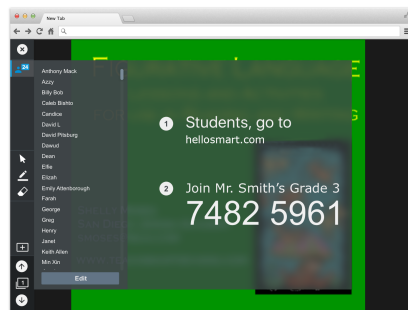 New Tab
24
Anthony Mack
Azzy
Billy Bob
Caleb Bishto
Candice
David L
David Pilsburg
Dawud
Dean
Effie
Elizah
Emily Attenborough
Farah
George
Greg
Henry
Janet
Keith Allen
Min Xin
Edit
1 Students, go to
hellosmart.com
2 Join Mr. Smith's Grade 3
7482 5961
1